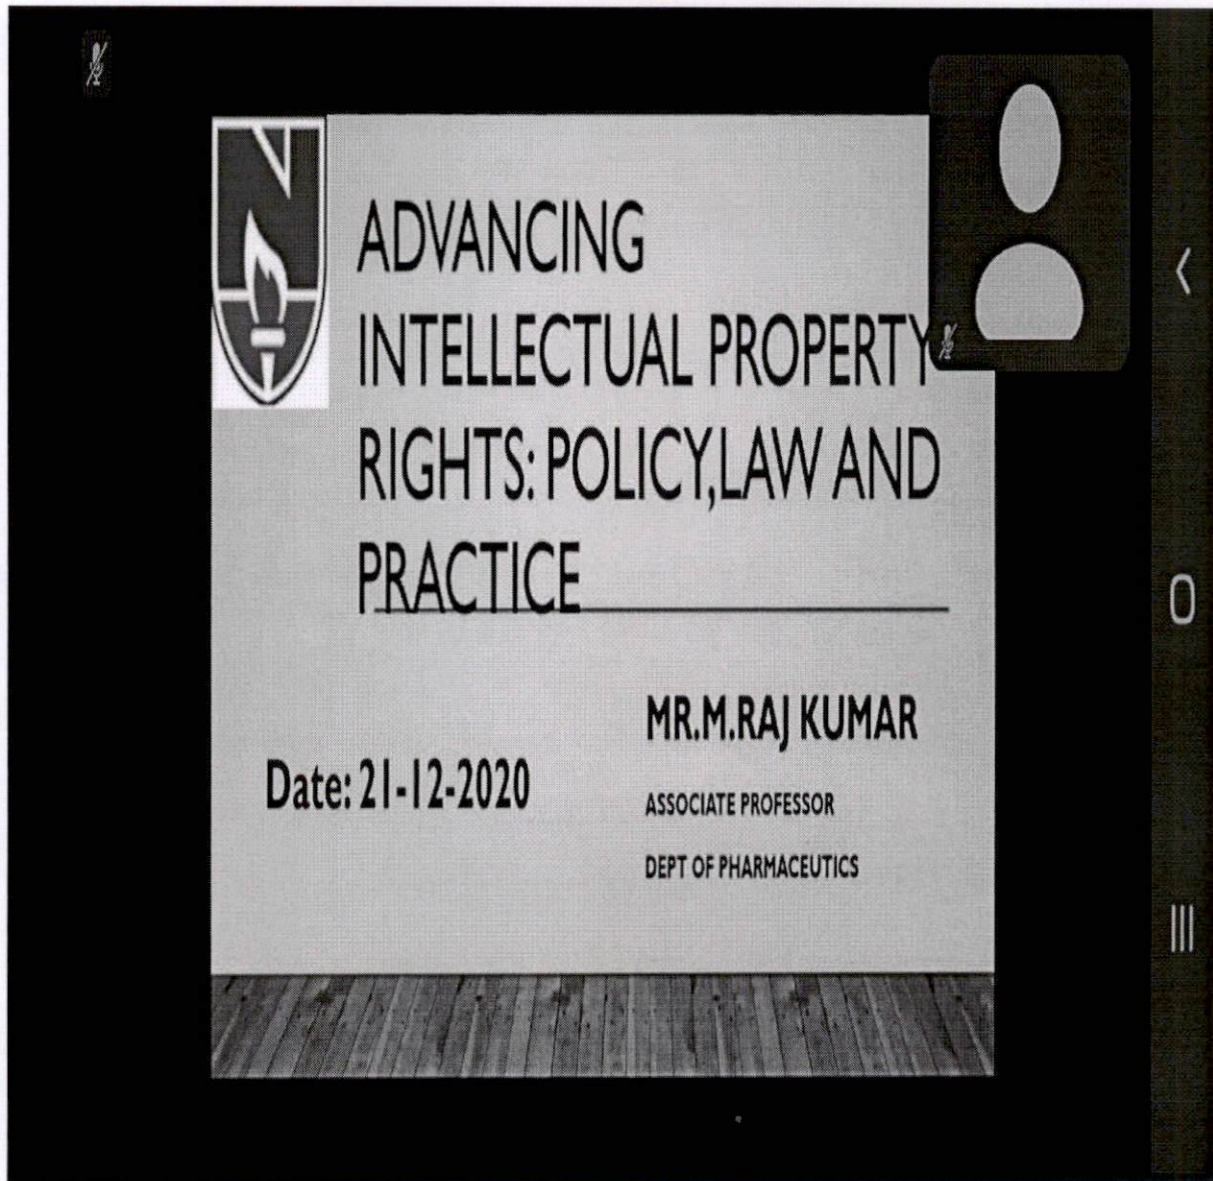 ADVANCING
INTELLECTUAL PROPERTY
RIGHTS: POLICY,LAW AND
PRACTICE
MR.M.RAJ KUMAR
Date: 21-12-2020
ASSOCIATE PROFESSOR
DEPT OF PHARMACEUTICS